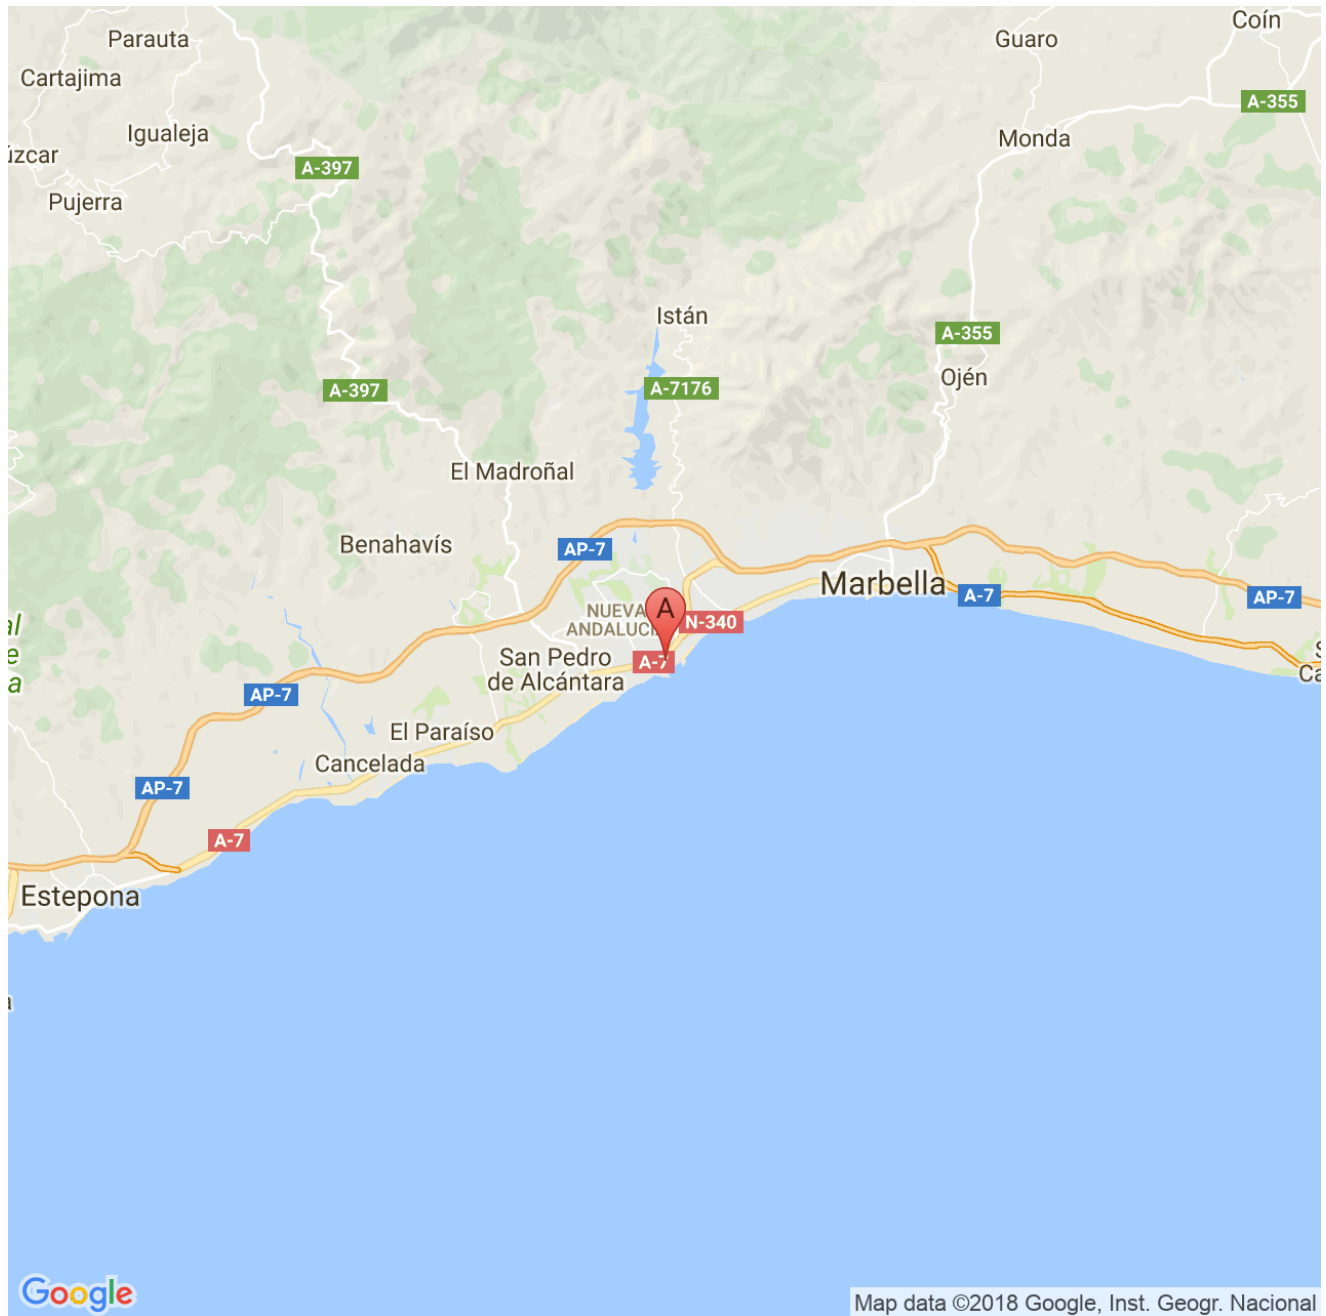 Coín
Parauta
Guaro
Cartajima
A-355
Igualeja
Monda
úzcar
A-397
Pujerra
Istán
A-355
Ojén
A-397
A-7176
El Madroñal
Benahavís
AP-7
Marbella
A-7
AP-7
A
NUEVA
ANDALUCÍ
N-340
San Pedro
de Alcántara
A-7
AP-7
El Paraíso
Cancelada
AP-7
A-7
Estepona
Google
Map data ©2018 Google, Inst. Geogr. Nacional